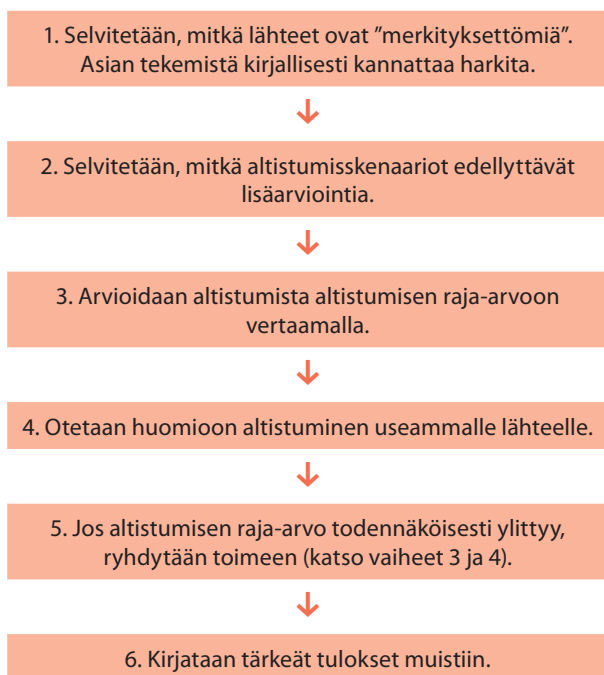 1. Selvitetään, mitkä lähteet ovat ”merkityksettömiä”.
Asian tekemistä kirjallisesti kannattaa harkita.
2. Selvitetään, mitkä altistumisskenaariot edellyttävät
lisäarviointia.
3. Arvioidaan altistumista altistumisen raja-arvoon
vertaamalla.
4. Otetaan huomioon altistuminen useammalle lähteelle.
5. Jos altistumisen raja-arvo todennäköisesti ylittyy,
ryhdytään toimeen (katso vaiheet 3 ja 4).
6. Kirjataan tärkeät tulokset muistiin.